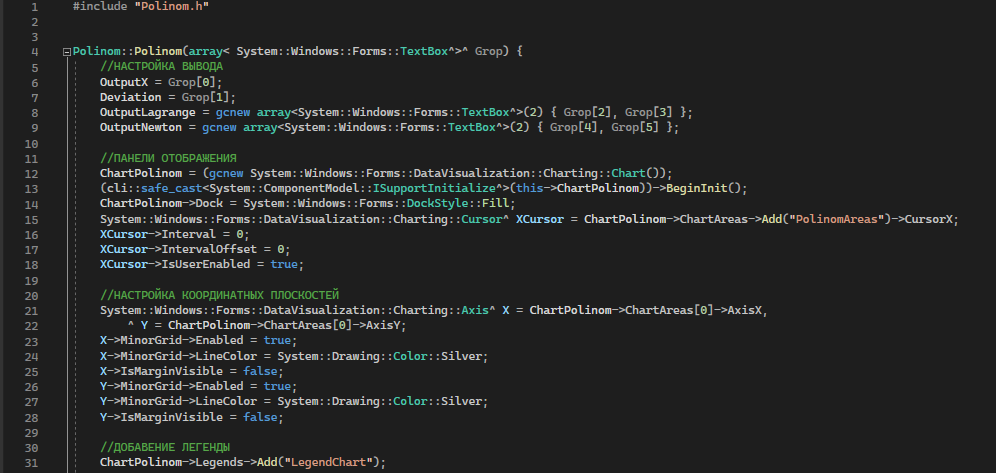 1 #include "Polinom.h"
2
3
4 Polinom::Polinom(array< System::Windows::Forms::TextBox^>^ Grop) {
5 //НАСТРОЙКА ВЫВОДА
6 OutputX = Grop[0];
7 Deviation = Grop[1];
8 OutputLagrange = gcnew array<System::Windows::Forms::TextBox^>(2) { Grop[2], Grop[3] };
9 OutputNewton = gcnew array<System::Windows::Forms::TextBox^>(2) { Grop[4], Grop[5] };
10
11 //ПАНЕЛИ ОТОБРАЖЕНИЯ
12 ChartPolinom = (gcnew System::Windows::Forms::DataVisualization::Charting::Chart());
13 (cli::safe_cast<System::ComponentModel::ISupportInitialize^>(this->ChartPolinom))->BeginInit();
14 ChartPolinom->Dock = System::Windows::Forms::DockStyle::Fill;
15 System::Windows::Forms::DataVisualization::Charting::Cursor^ XCursor = ChartPolinom->ChartAreas->Add("PolinomAreas")->CursorX;
16 XCursor->Interval = 0;
17 XCursor->IntervalOffset = 0;
18 XCursor->IsUserEnabled = true;
19
20 //НАСТРОЙКА КООРДИНАТНЫХ ПЛОСКОСТЕЙ
21 System::Windows::Forms::DataVisualization::Charting::Axis^ X = ChartPolinom->ChartAreas[0]->AxisX,
22 ^ Y = ChartPolinom->ChartAreas[0]->AxisY;
23 X->MinorGrid->Enabled = true;
24 X->MinorGrid->LineColor = System::Drawing::Color::Silver;
25 X->IsMarginVisible = false;
26 Y->MinorGrid->Enabled = true;
27 Y->MinorGrid->LineColor = System::Drawing::Color::Silver;
28 Y->IsMarginVisible = false;
29
30 //ДОБАВЕНИЕ ЛЕГЕНДЫ
31 ChartPolinom->Legends->Add("LegendChart");